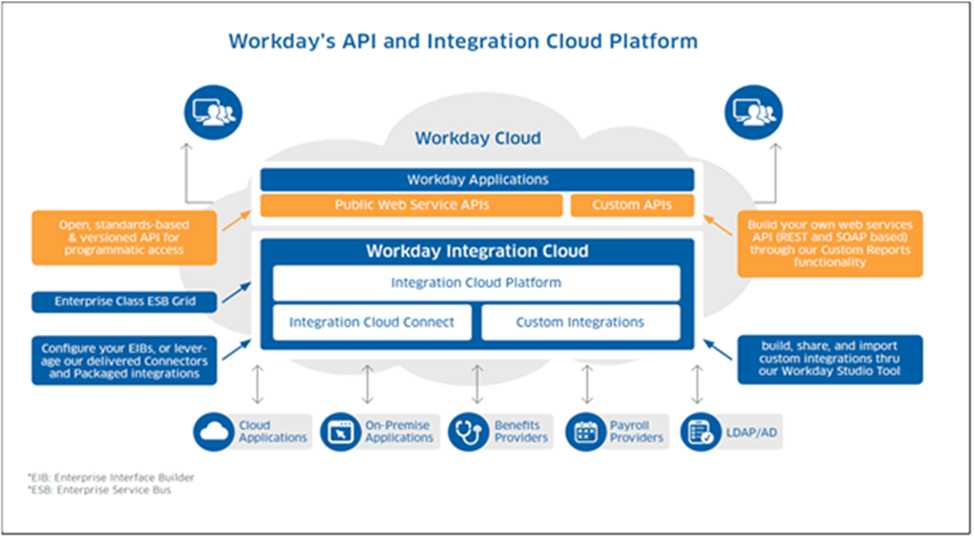 Workday's API and Integration Cloud Platform
Workday Cloud
Workday Applications
Public Web Service APIs
Custom APIs
Open, standards-based
& versioned API for
programmatic access
Build your own web services
API (REST and SOAP based)
through our Custom Reports
functionality
Workday Integration Cloud
Integration Cloud Platform
Enterprise Class ESB Grid
Integration Cloud Connect
Custom Integrations
Configure your EIBs, or lever-
age our delivered Connectors
and Packaged integrations
build, share, and import
custom integrations thru
our Workday Studio Tool
Cloud
Applications
On-Premise
Applications
Benefits
Providers
Payroll
Providers
LDAP/AD
*EIB: Enterprise Interface Builder
*ESB: Enterprise Service Bus